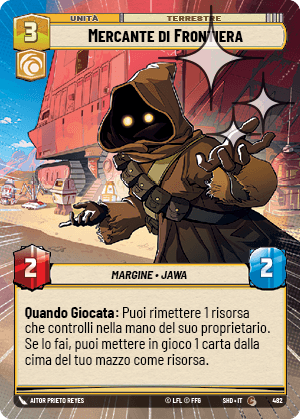 UNITÀ
TERRESTRE
3
MERCANTE DI FRONTIERA
2
2
MARGINE • JAWA
Quando Giocata: Puoi rimettere 1 risorsa
che controlli nella mano del suo proprietario.
Se lo fai, puoi mettere in gioco 1 carta dalla
cima del tuo mazzo come risorsa.
AITOR PRIETO REYES
© LFL © FFG
SHD • IT
482